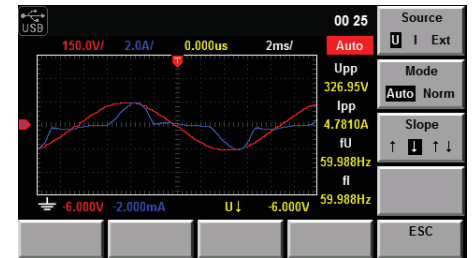 USB
00 25
150.0V/ 2.0A/ 0.000us 2ms/ Auto
T
Upp
326.95V
Ipp
4.7810A
fU
59.988Hz
fI
59.988Hz
-6.000V -2.000mA U↓ -6.000V
Source
U I Ext
Mode
Auto Norm
Slope
↑ ↓ ↑↓
ESC